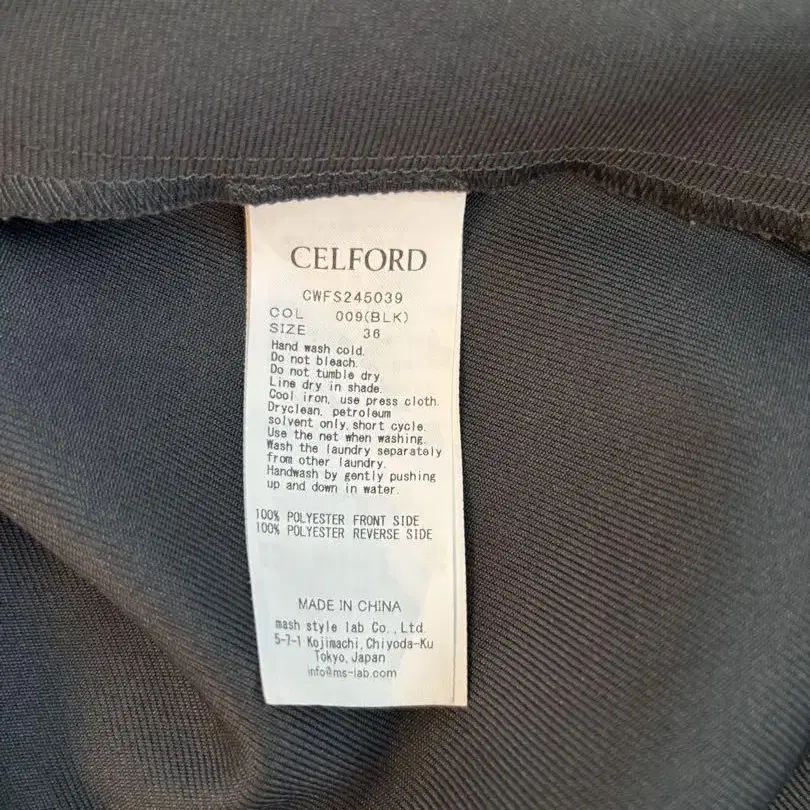 CELFORD
CWFS245039
COL 009(BLK)
SIZE 36
Hand wash cold.
Do not bleach.
Do not tumble dry
Line dry in shade.
Cool iron, use press cloth.
Dryclean, petroleum
solvent only, short cycle.
Use the net when washing.
Wash the laundry separately
from other laundry.
Handwash by gently pushing
up and down in water.
100% POLYESTER FRONT SIDE
100% POLYESTER REVERSE SIDE
MADE IN CHINA
mash style lab Co., Ltd.
5-7-1 Kojimachi, Chiyoda-Ku
Tokyo, Japan
info@ms-lab.com